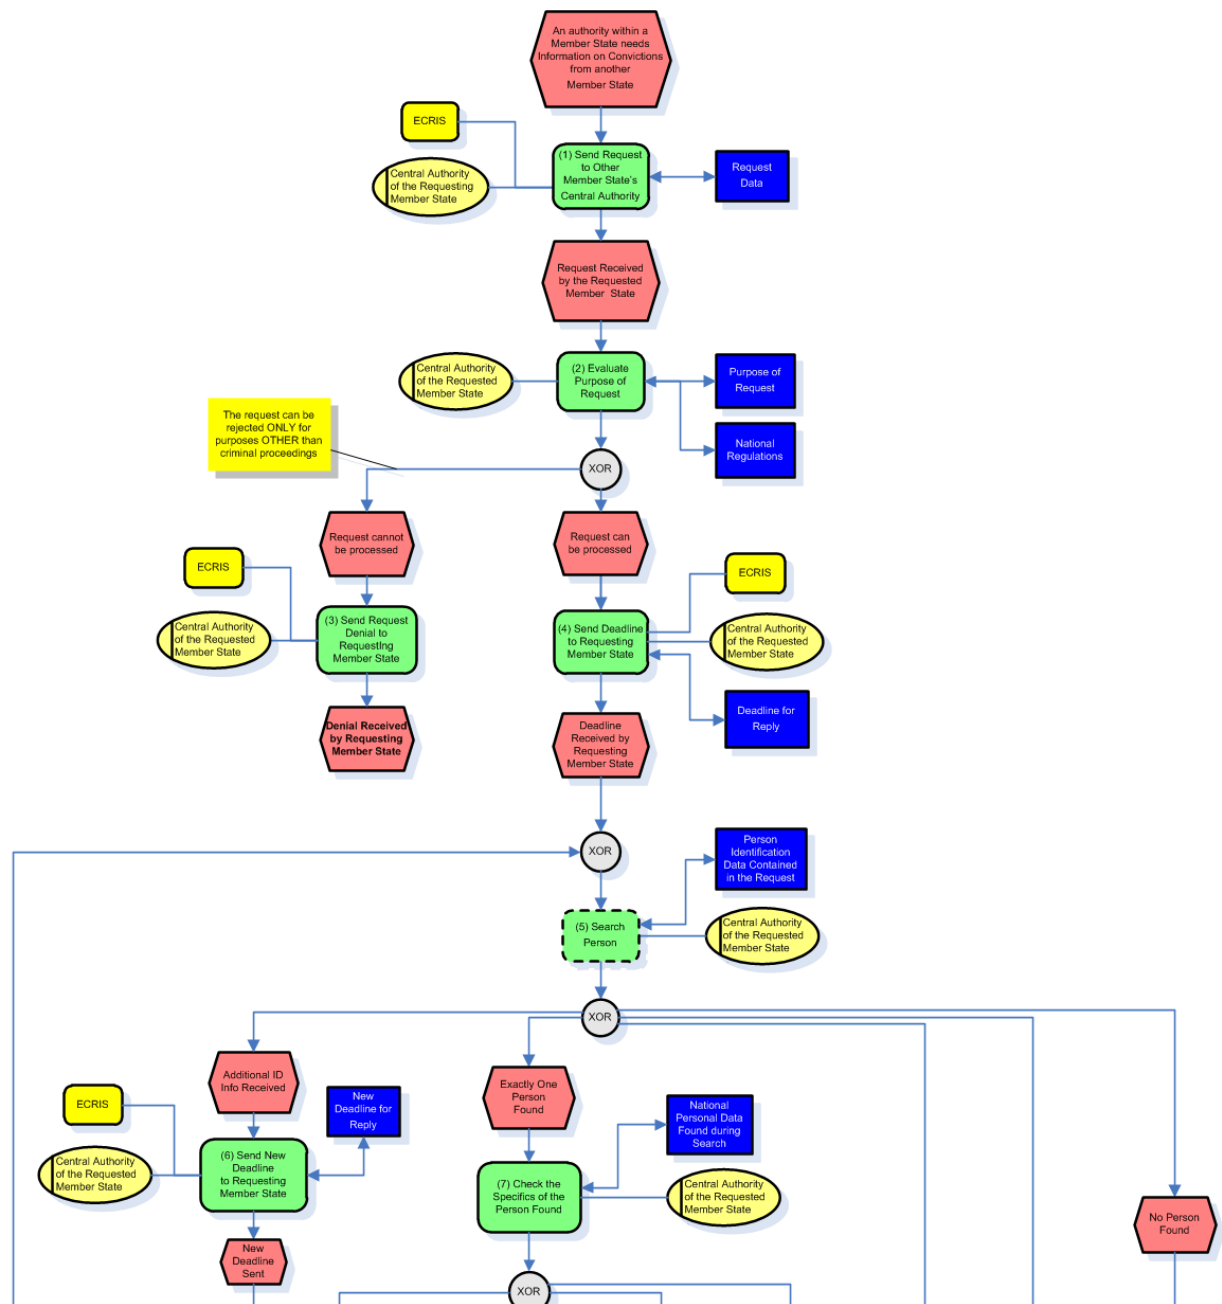 An authority within a
Member State needs
Information on Convictions
from another
Member State
ECRIS
Central Authority
of the Requesting
Member State
(1) Send Request
to Other
Member State's
Central Authority
Request
Data
Request Received
by the Requested
Member State
Central Authority
of the Requested
Member State
(2) Evaluate
Purpose of
Request
Purpose of
Request
National
Regulations
The request can be
rejected ONLY for
purposes OTHER than
criminal proceedings
XOR
Request cannot
be processed
Request can
be processed
ECRIS
Central Authority
of the Requested
Member State
(3) Send Request
Denial to
Requesting
Member State
(4) Send Deadline
to Requesting
Member State
ECRIS
Central Authority
of the Requested
Member State
Deadline for
Reply
Denial Received
by Requesting
Member State
Deadline
Received by
Requesting
Member State
XOR
Person
Identification
Data Contained
in the Request
(5) Search
Person
Central Authority
of the Requested
Member State
XOR
Additional ID
Info Received
Exactly One
Person
Found
ECRIS
Central Authority
of the Requested
Member State
New
Deadline for
Reply
(6) Send New
Deadline
to Requesting
Member State
National
Personal Data
Found during
Search
(7) Check the
Specifics of the
Person Found
Central Authority
of the Requested
Member State
No Person
Found
New
Deadline
Sent
XOR